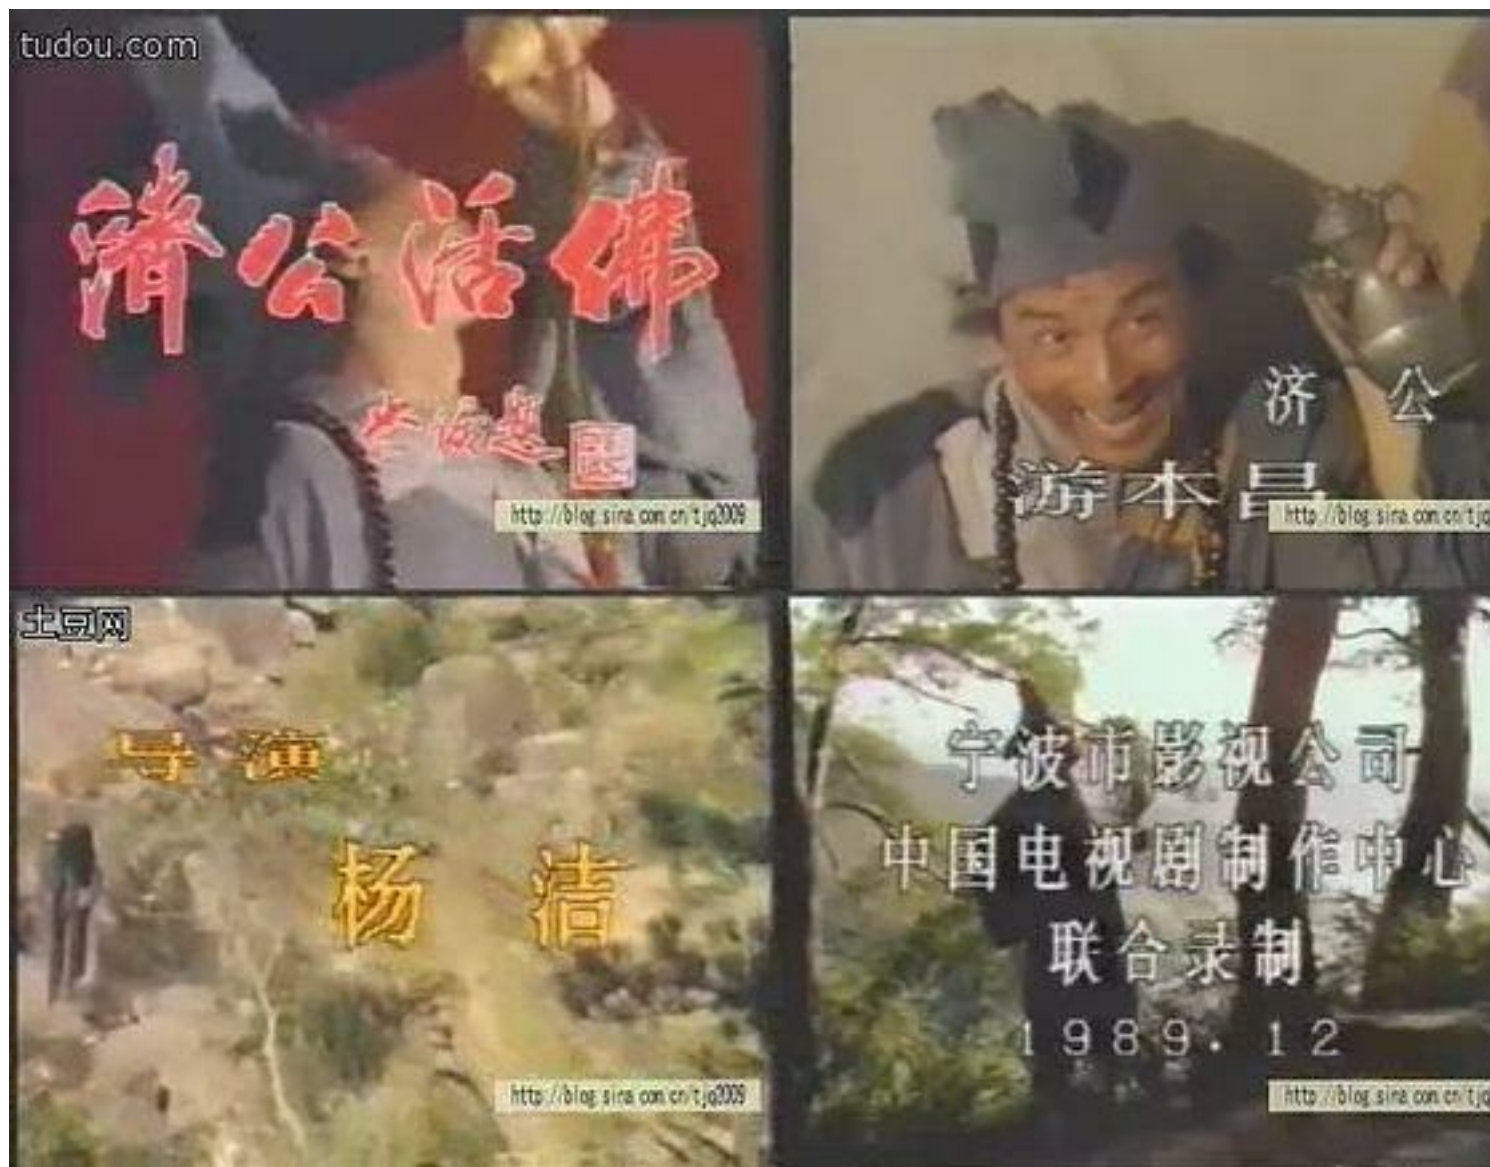 tudou.com
濟公活佛
http://blog.sina.com.cn/tjq2009
济 公
游本昌
http://blog.sina.com.cn/tjq
土豆网
导演
杨 洁
http://blog.sina.com.cn/tjq2009
宁波市影视公司
中国电视剧制作中心
联合录制
1989.12
http://blog.sina.com.cn/tjq